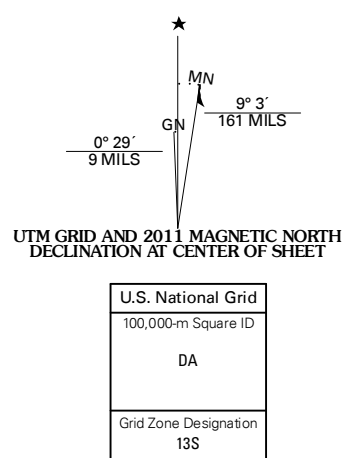 ★
MN
GN
9° 3´
161 MILS
0° 29´
9 MILS
UTM GRID AND 2011 MAGNETIC NORTH
DECLINATION AT CENTER OF SHEET
U.S. National Grid
100,000-m Square ID
DA
Grid Zone Designation
13S